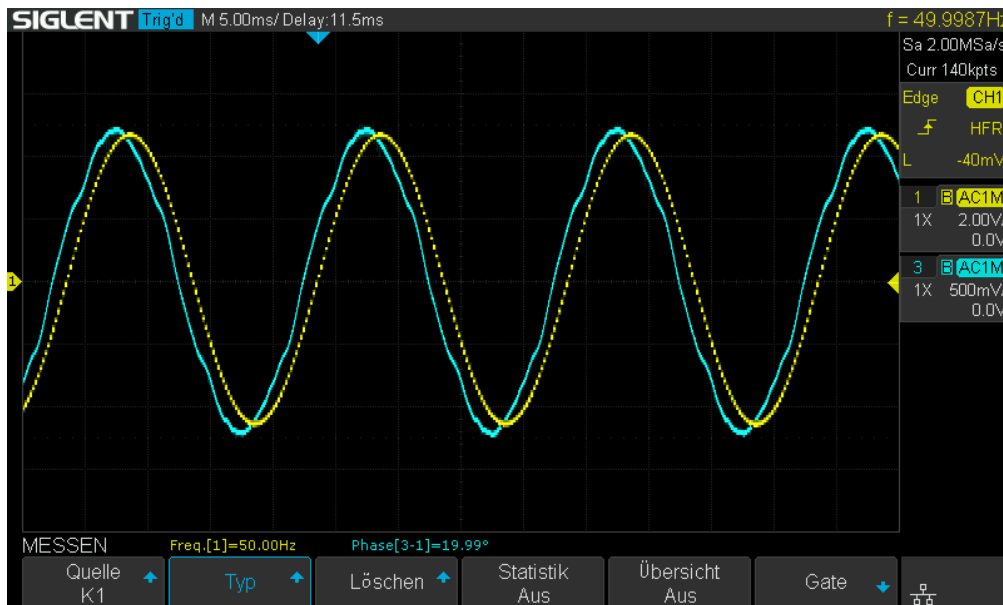 SIGLENT Trig'd M 5.00ms/ Delay:11.5ms f = 49.9987Hz
Sa 2.00MSa/s
Curr 140kpts
Edge CH1
HFR
L -40mV
1 B AC1M
1X 2.00V/
0.0V
3 B AC1M
1X 500mV/
0.0V
1
MESSEN Freq.[1]=50.00Hz Phase[3-1]=19.99°
Quelle
K1
Typ
Löschen
Statistik
Aus
Übersicht
Aus
Gate